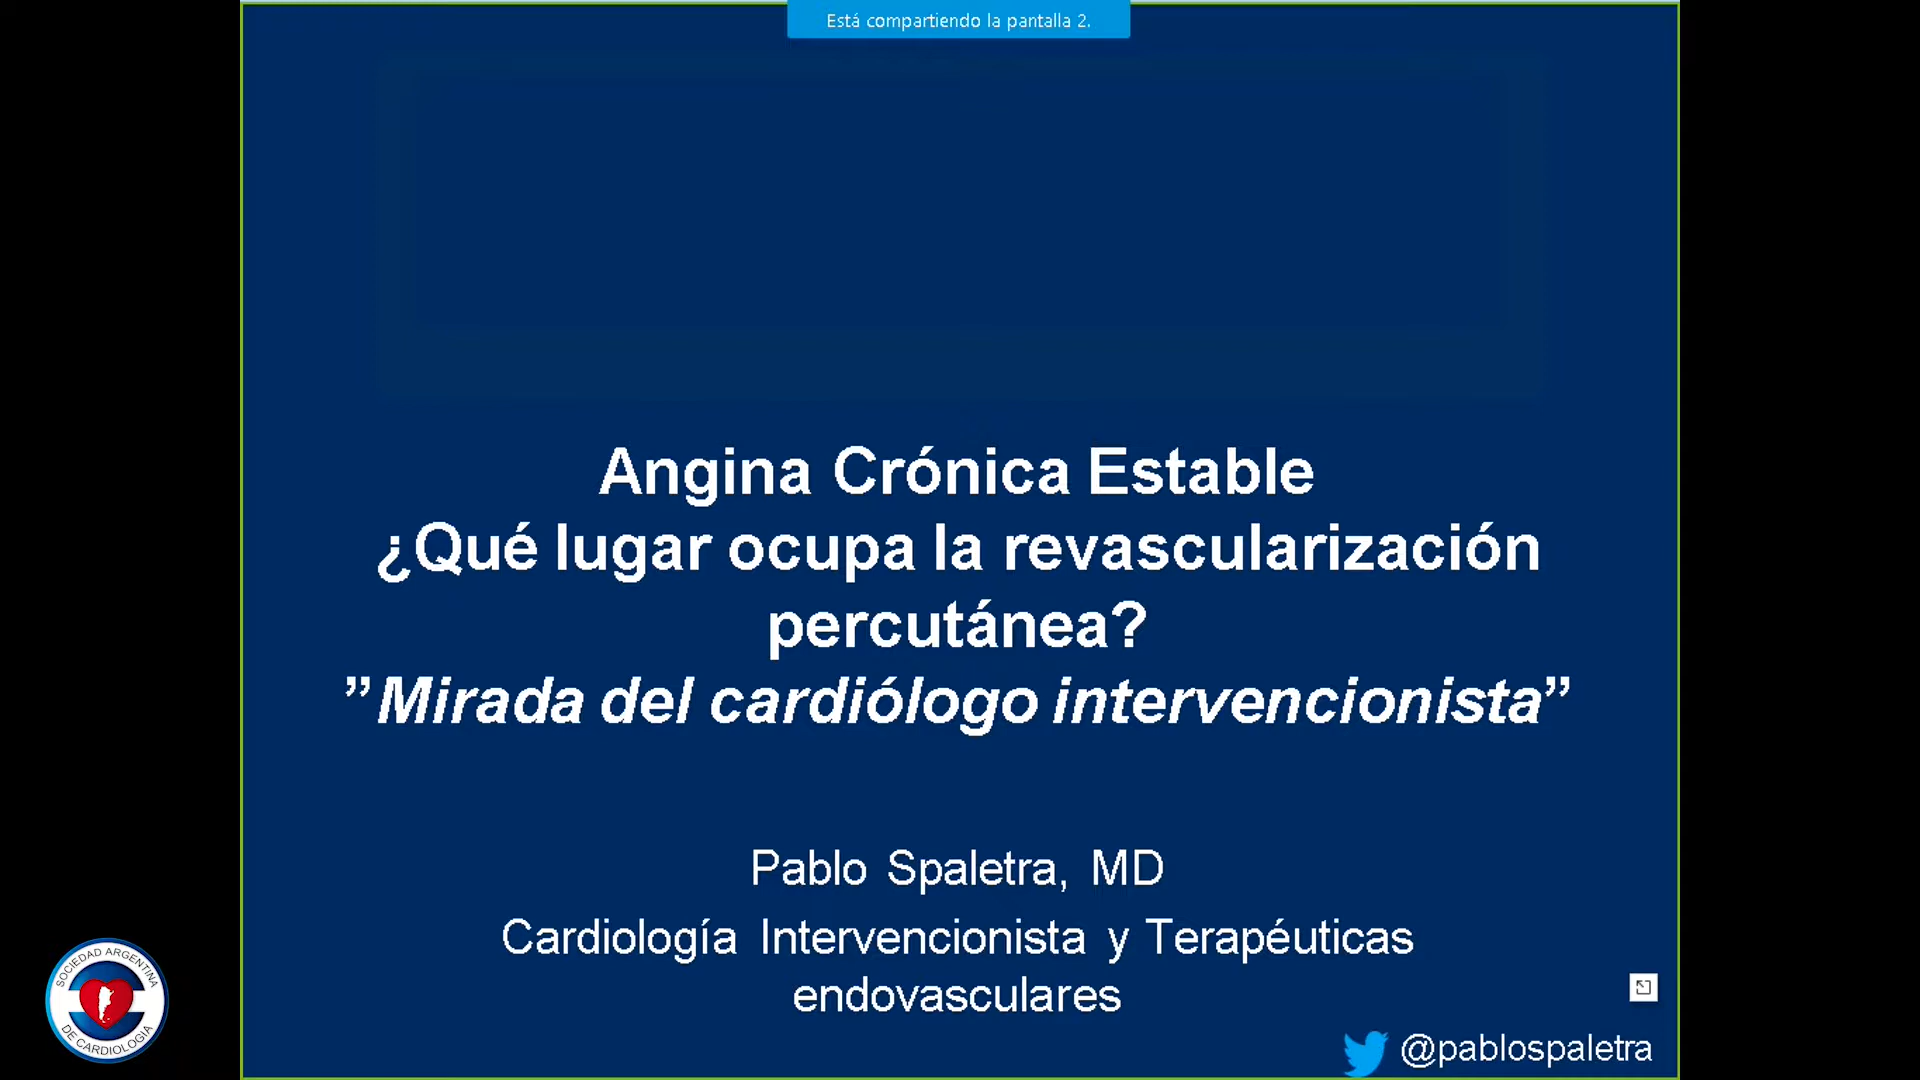 Está compartiendo la pantalla 2.
Angina Crónica Estable
¿Qué lugar ocupa la revascularización
percutánea?
”Mirada del cardiólogo intervencionista”
Pablo Spaletra, MD
Cardiología Intervencionista y Terapéuticas
endovasculares
@pablospaletra
SOCIEDAD ARGENTINA
DE CARDIOLOGÍA